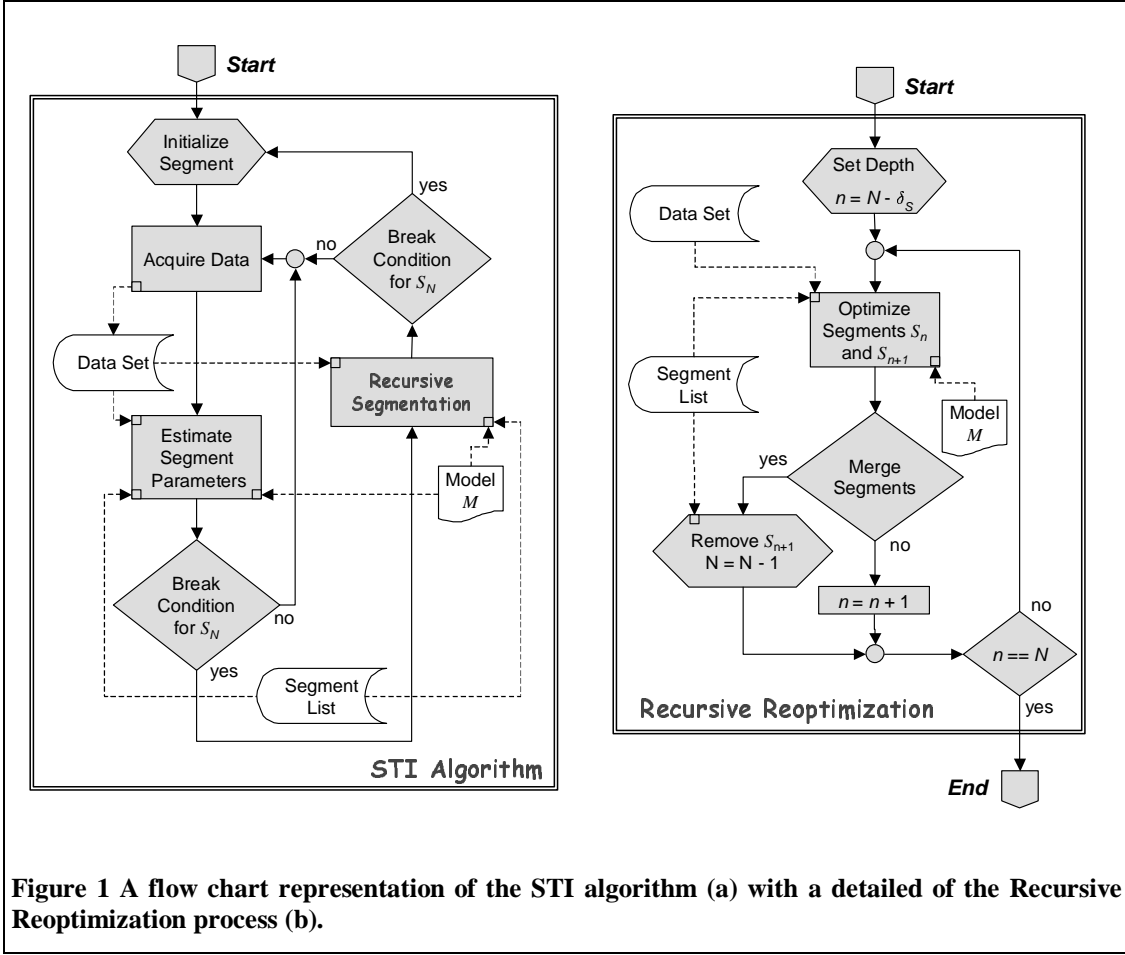 Start
Initialize
Segment
yes
Acquire Data
no
Break
Condition
for S_N
Data Set
Recursive
Segmentation
Estimate
Segment
Parameters
Model
M
Break
Condition
for S_N
no
yes
Segment
List
STI Algorithm
Start
Set Depth
n = N - δ_S
Data Set
Optimize
Segments S_n
and S_{n+1}
Segment
List
Model
M
yes
Merge
Segments
Remove S_{n+1}
N = N - 1
no
n = n + 1
no
n == N
yes
Recursive Reoptimization
End
Figure 1 A flow chart representation of the STI algorithm (a) with a detailed of the Recursive
Reoptimization process (b).